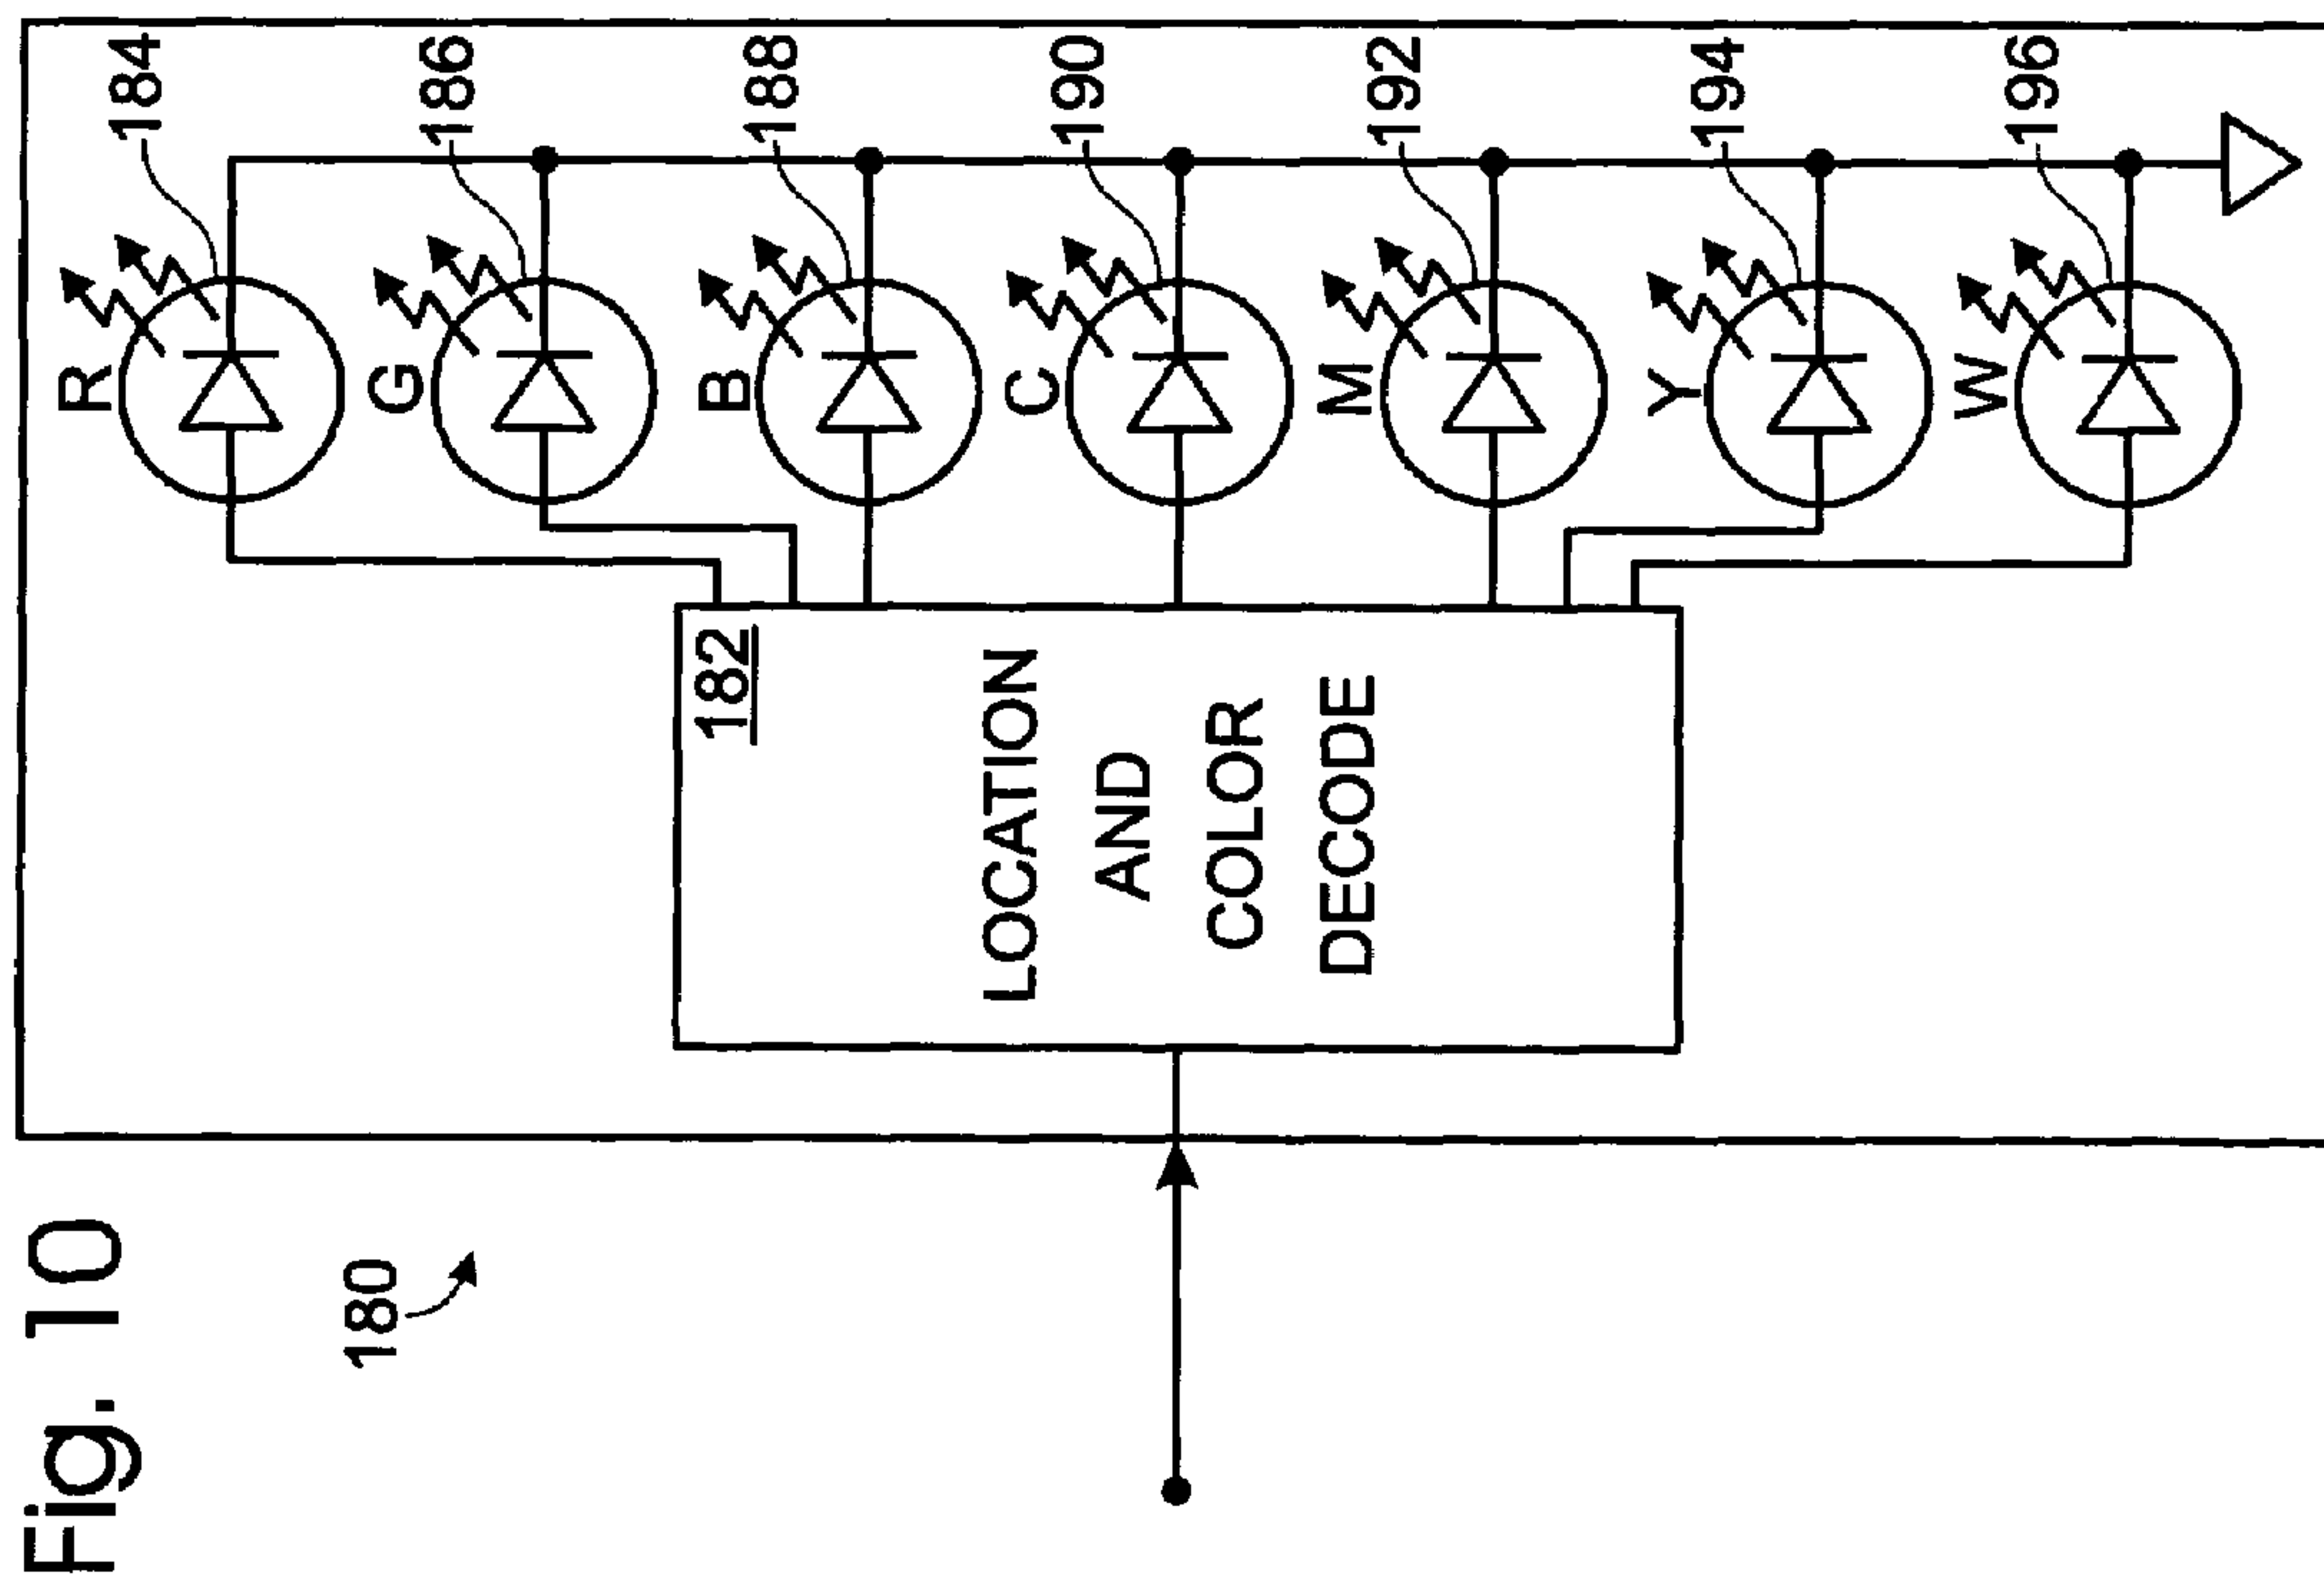 Fig. 10
180
182
LOCATION
AND
COLOR
DECODE
R
184
G
186
B
188
C
190
M
192
Y
194
W
196